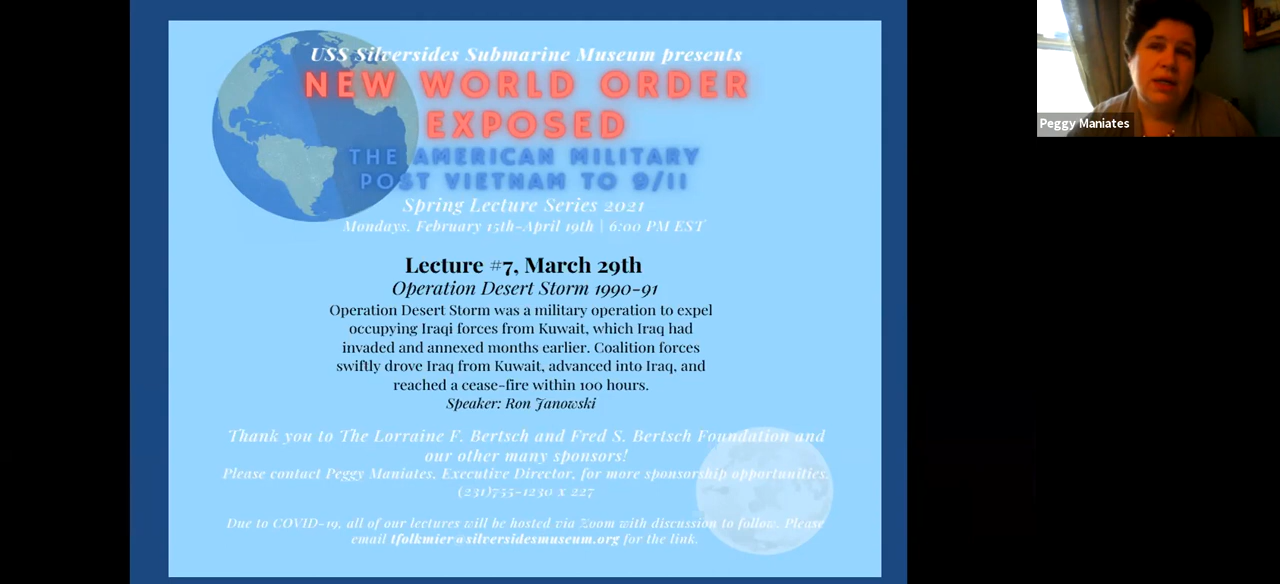 USS Silversides Submarine Museum presents
NEW WORLD ORDER
EXPOSED
THE AMERICAN MILITARY
POST VIETNAM TO 9/11
Spring Lecture Series 2021
Mondays, February 15th-April 19th | 6:00 PM EST
Lecture #7, March 29th
Operation Desert Storm 1990-91
Operation Desert Storm was a military operation to expel
occupying Iraqi forces from Kuwait, which Iraq had
invaded and annexed months earlier. Coalition forces
swiftly drove Iraq from Kuwait, advanced into Iraq, and
reached a cease-fire within 100 hours.
Speaker: Ron Janowski
Thank you to The Lorraine F. Bertsch and Fred S. Bertsch Foundation and
our other many sponsors!
Please contact Peggy Maniates, Executive Director, for more sponsorship opportunities.
(231)755-1230 x 227
Due to COVID-19, all of our lectures will be hosted via Zoom with discussion to follow. Please
email tfolkmier@silversidesmuseum.org for the link.
Peggy Maniates